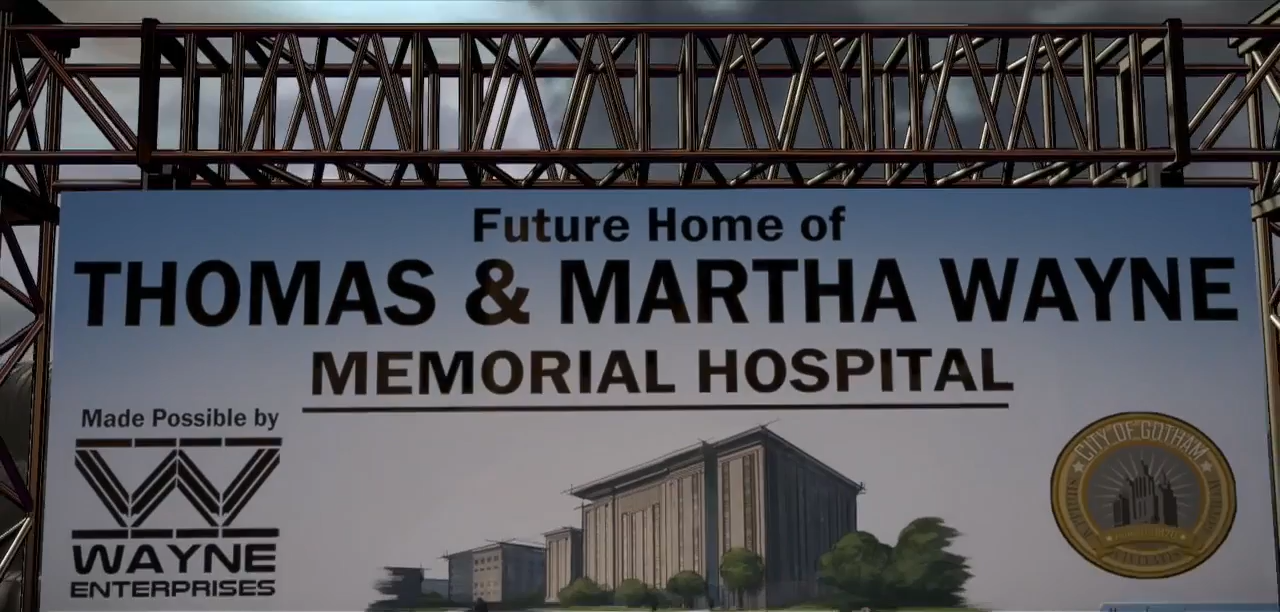 Future Home of
THOMAS & MARTHA WAYNE
MEMORIAL HOSPITAL
Made Possible by
WAYNE
ENTERPRISES
CITY OF GOTHAM